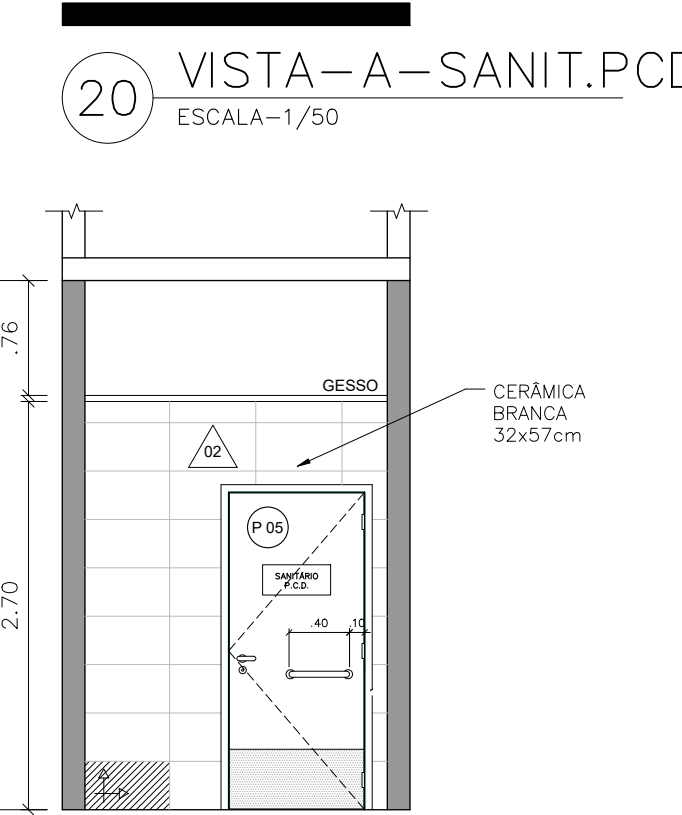 20
VISTA-A-SANIT.PCD
ESCALA-1/50
.76
GESSO
CERÂMICA
BRANCA
32x57cm
02
P 05
SANITÁRIO
P.C.D.
2.70
.40
.10